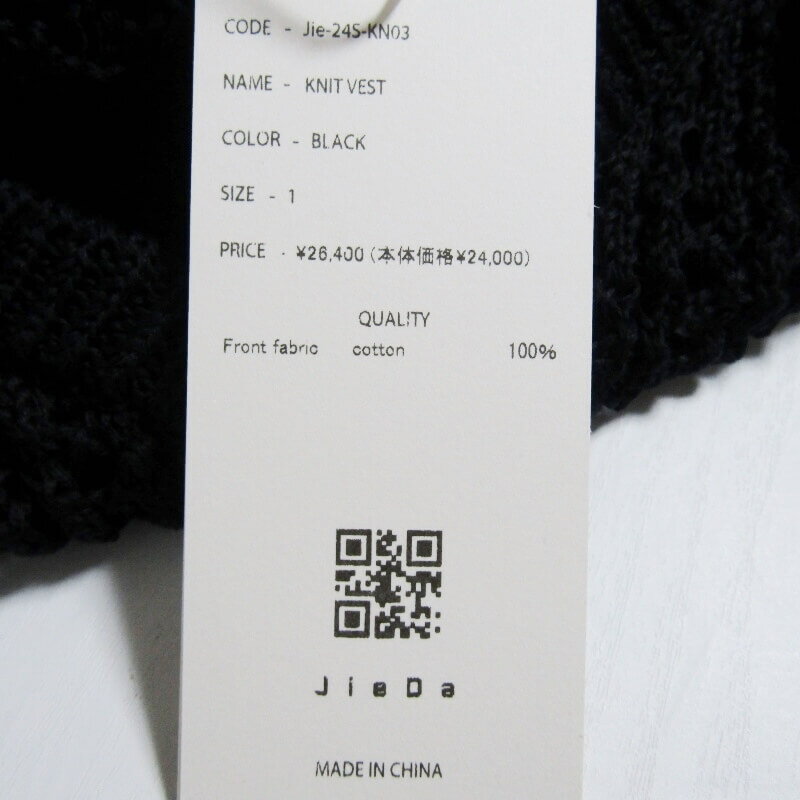 CODE - Jie-24S-KN03
NAME - KNIT VEST
COLOR - BLACK
SIZE - 1
PRICE - ¥26,400(本体価格¥24,000)
QUALITY
Front fabric cotton 100%
JieDa
MADE IN CHINA